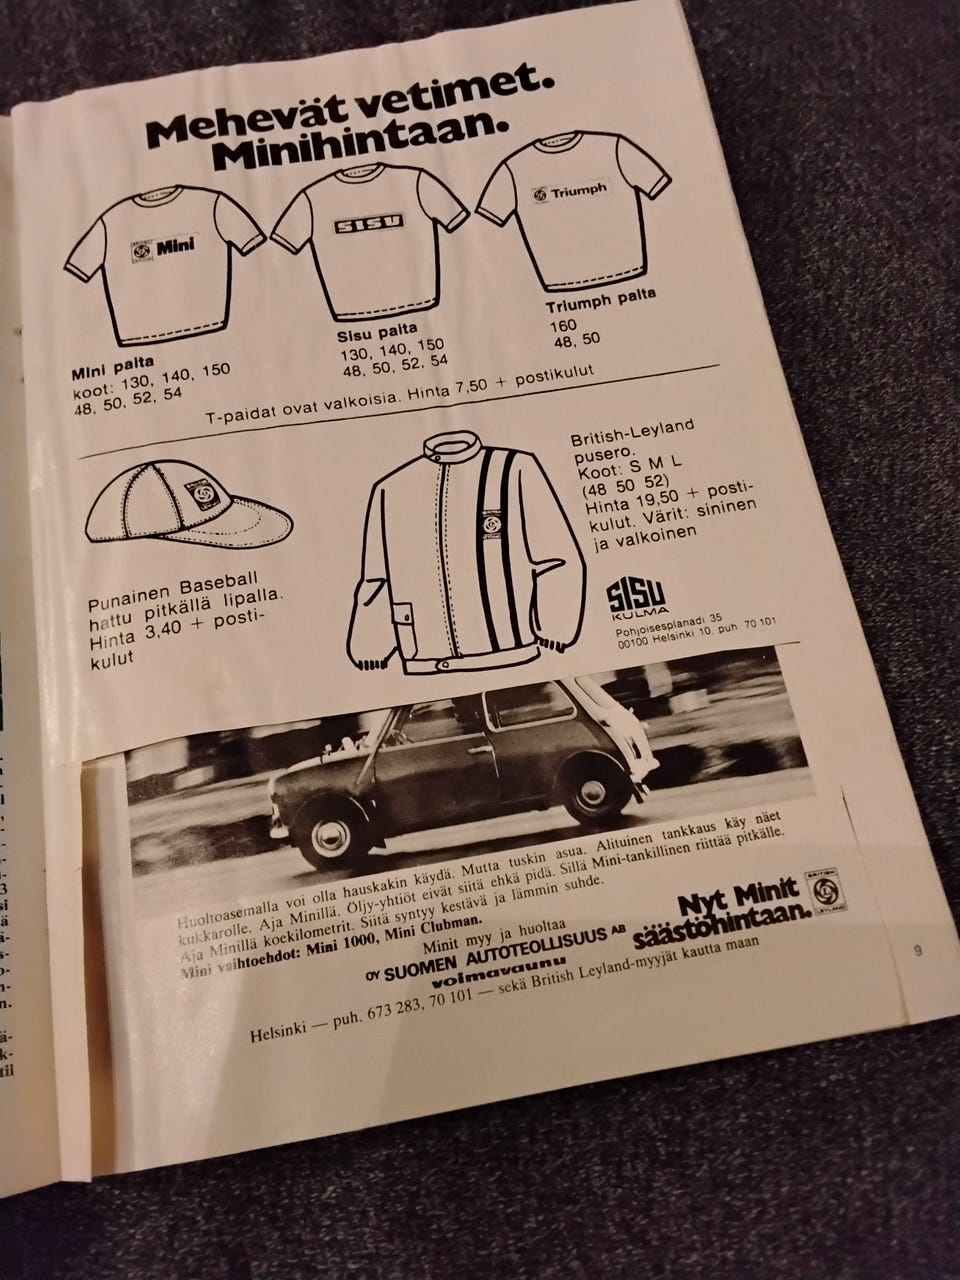 Mehevät vetimet.
Minihintaan.
Mini
SISU
Triumph
Mini paita
koot: 130, 140, 150
48, 50, 52, 54
Sisu paita
130, 140, 150
48, 50, 52, 54
Triumph paita
160
48, 50
T-paidat ovat valkoisia. Hinta 7,50 + postikulut
Punainen Baseball
hattu pitkällä lipalla.
Hinta 3,40 + posti-
kulut
British-Leyland
pusero.
Koot: S M L
(48 50 52)
Hinta 19,50 + posti-
kulut. Värit: sininen
ja valkoinen
SISU
KULMA
Pohjoisesplanadi 35
00100 Helsinki 10, puh. 70 101
Huoltoasemalla voi olla hauskakin käydä. Mutta tuskin asua. Alituinen tankkaus käy näet
kukkarolle. Aja Minillä. Öljy-yhtiöt eivät siitä ehkä pidä. Sillä Mini-tankillinen riittää pitkälle.
Aja Minillä koekilometrit. Siitä syntyy kestävä ja lämmin suhde.
Mini vaihtoehdot: Mini 1000, Mini Clubman.
Minit myy ja huoltaa
OY SUOMEN AUTOTEOLLISUUS AB
voimavaunu
Helsinki — puh. 673 283, 70 101 — sekä British Leyland-myyjät kautta maan
Nyt Minit
säästöhintaan.
BRITISH
LEYLAND
9